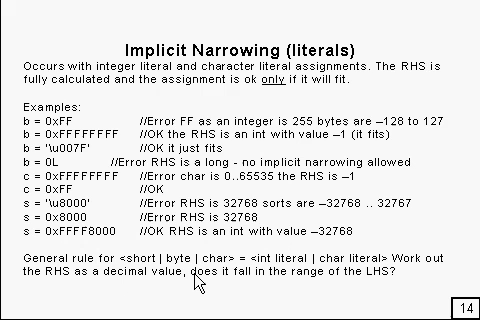 Implicit Narrowing (literals)
Occurs with integer literal and character literal assignments. The RHS is
fully calculated and the assignment is ok only if it will fit.
Examples:
b = 0xFF //Error FF as an integer is 255 bytes are –128 to 127
b = 0xFFFFFFFF //OK the RHS is an int with value –1 (it fits)
b = '\u007F' //OK it just fits
b = 0L //Error RHS is a long - no implicit narrowing allowed
c = 0xFFFFFFFF //Error char is 0..65535 the RHS is –1
c = 0xFF //OK
s = '\u8000' //Error RHS is 32768 sorts are –32768 .. 32767
s = 0x8000 //Error RHS is 32768
s = 0xFFFF8000 //OK RHS is an int with value –32768
General rule for <short | byte | char> = <int literal | char literal> Work out
the RHS as a decimal value, does it fall in the range of the LHS?
14